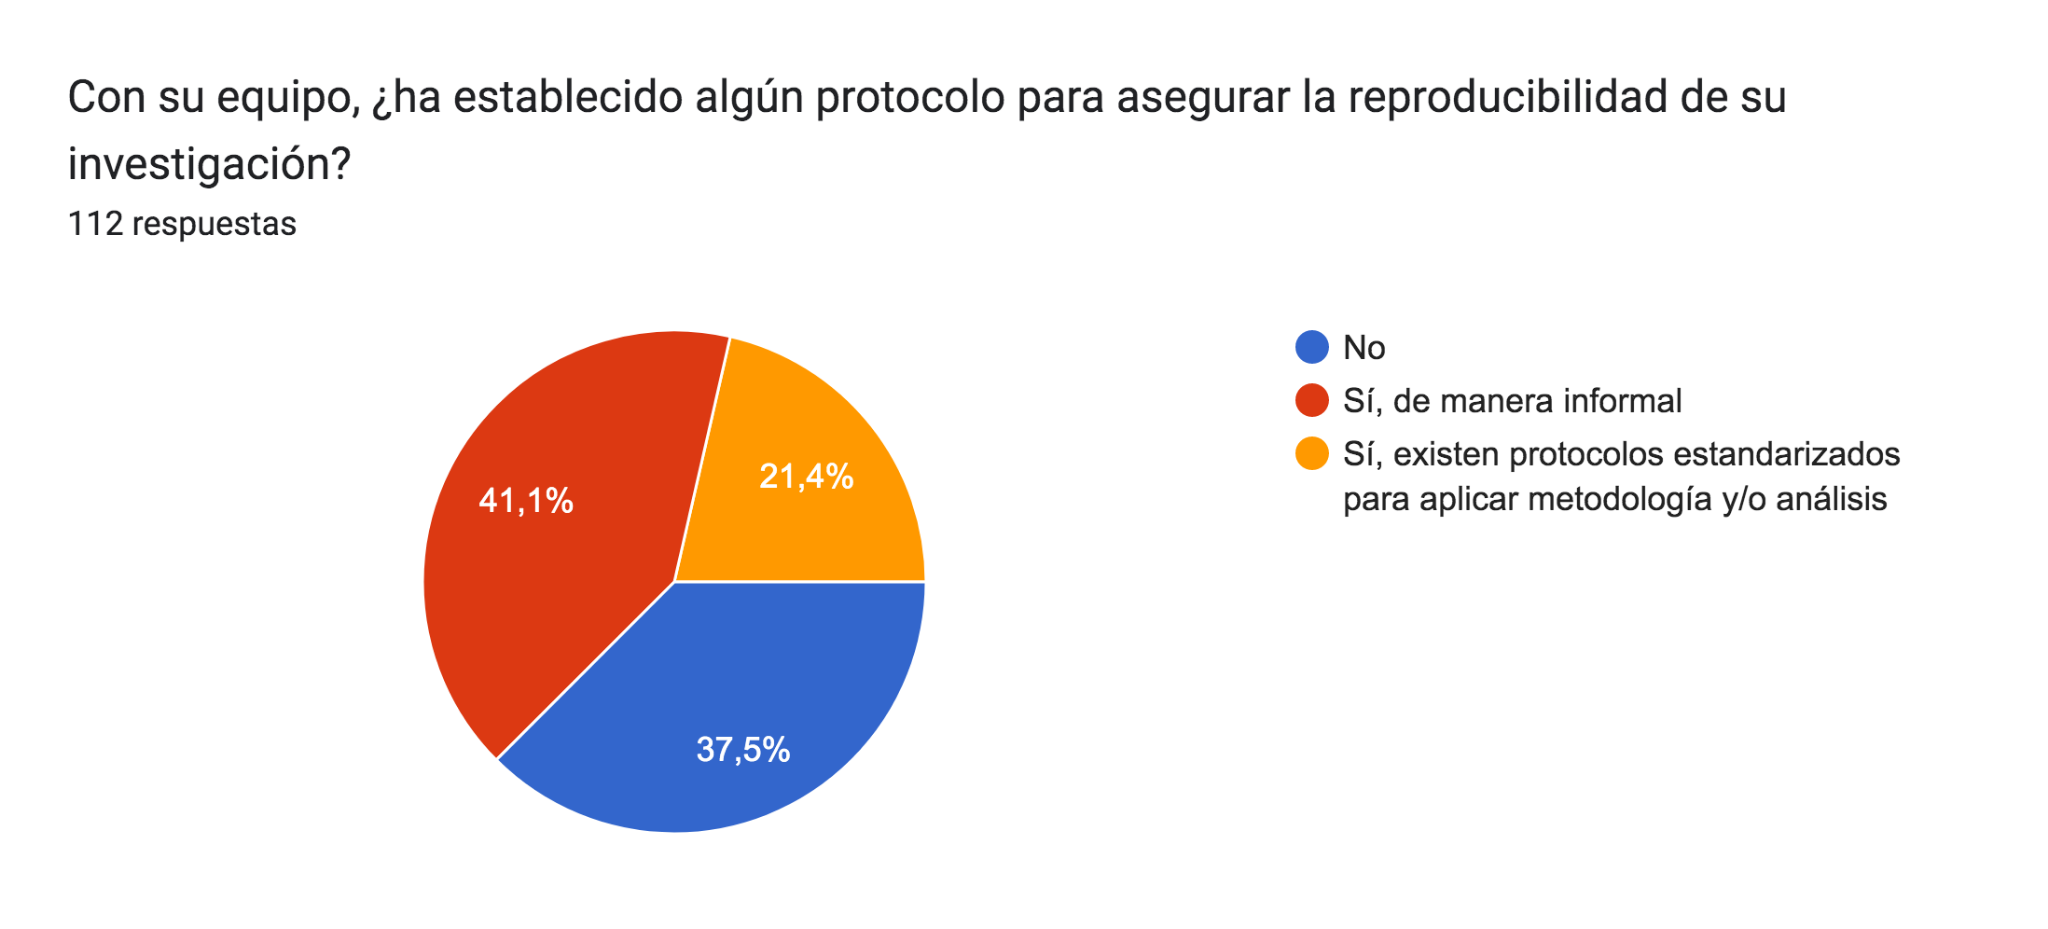 Con su equipo, ¿ha establecido algún protocolo para asegurar la reproducibilidad de su
investigación?
112 respuestas
No
Sí, de manera informal
Sí, existen protocolos estandarizados
para aplicar metodología y/o análisis
21,4%
41,1%
37,5%